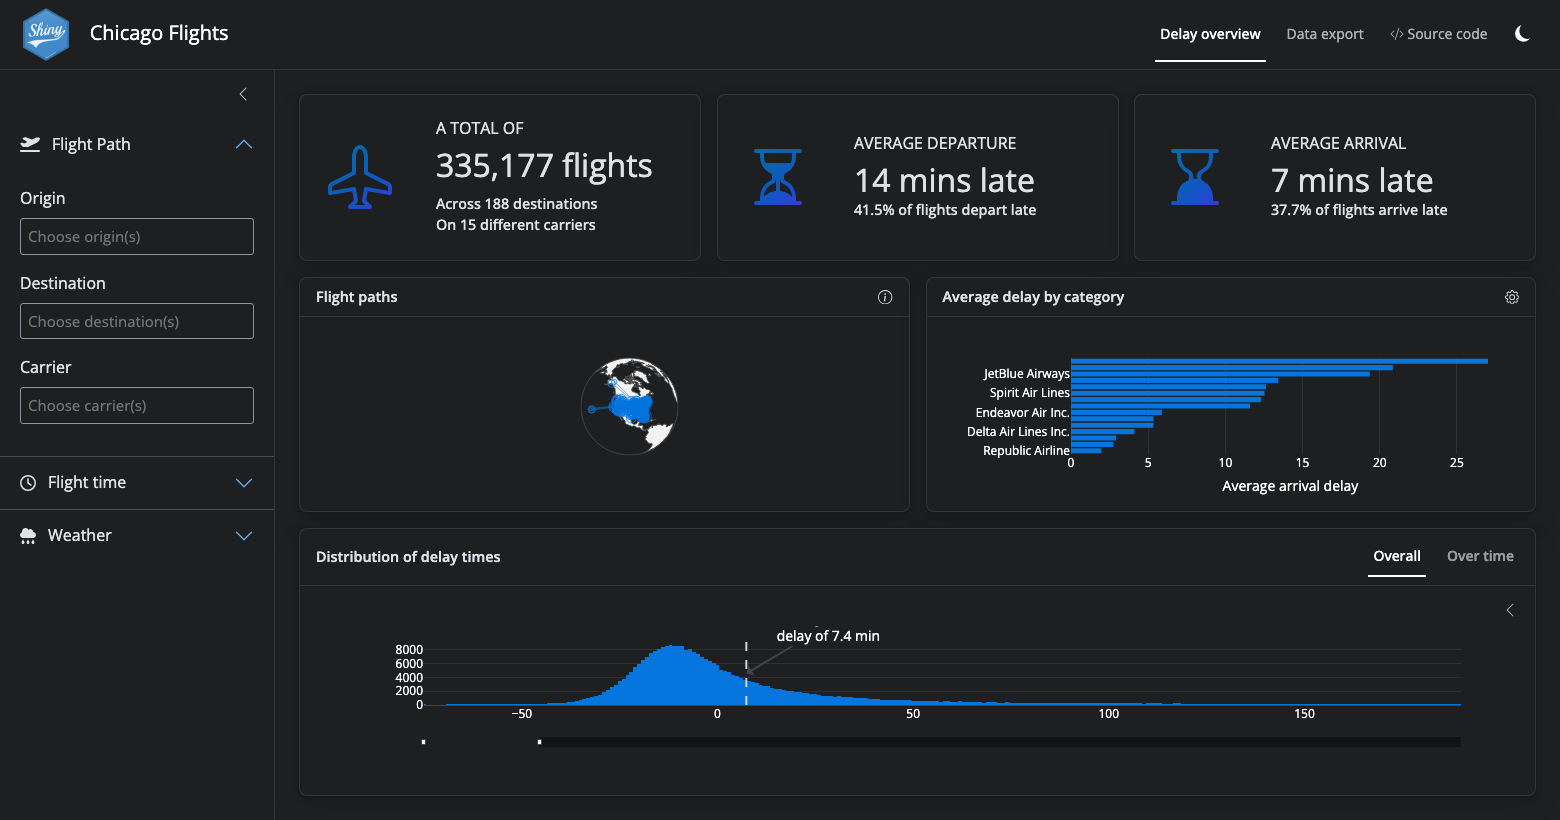 Shiny
Chicago Flights
Delay overview
Data export
</> Source code
Flight Path
Origin
Choose origin(s)
Destination
Choose destination(s)
Carrier
Choose carrier(s)
Flight time
Weather
A TOTAL OF
335,177 flights
Across 188 destinations
On 15 different carriers
AVERAGE DEPARTURE
14 mins late
41.5% of flights depart late
AVERAGE ARRIVAL
7 mins late
37.7% of flights arrive late
Flight paths
Average delay by category
JetBlue Airways
Spirit Air Lines
Endeavor Air Inc.
Delta Air Lines Inc.
Republic Airline
0 5 10 15 20 25
Average arrival delay
Distribution of delay times
Overall
Over time
delay of 7.4 min
8000
6000
4000
2000
0
−50 0 50 100 150